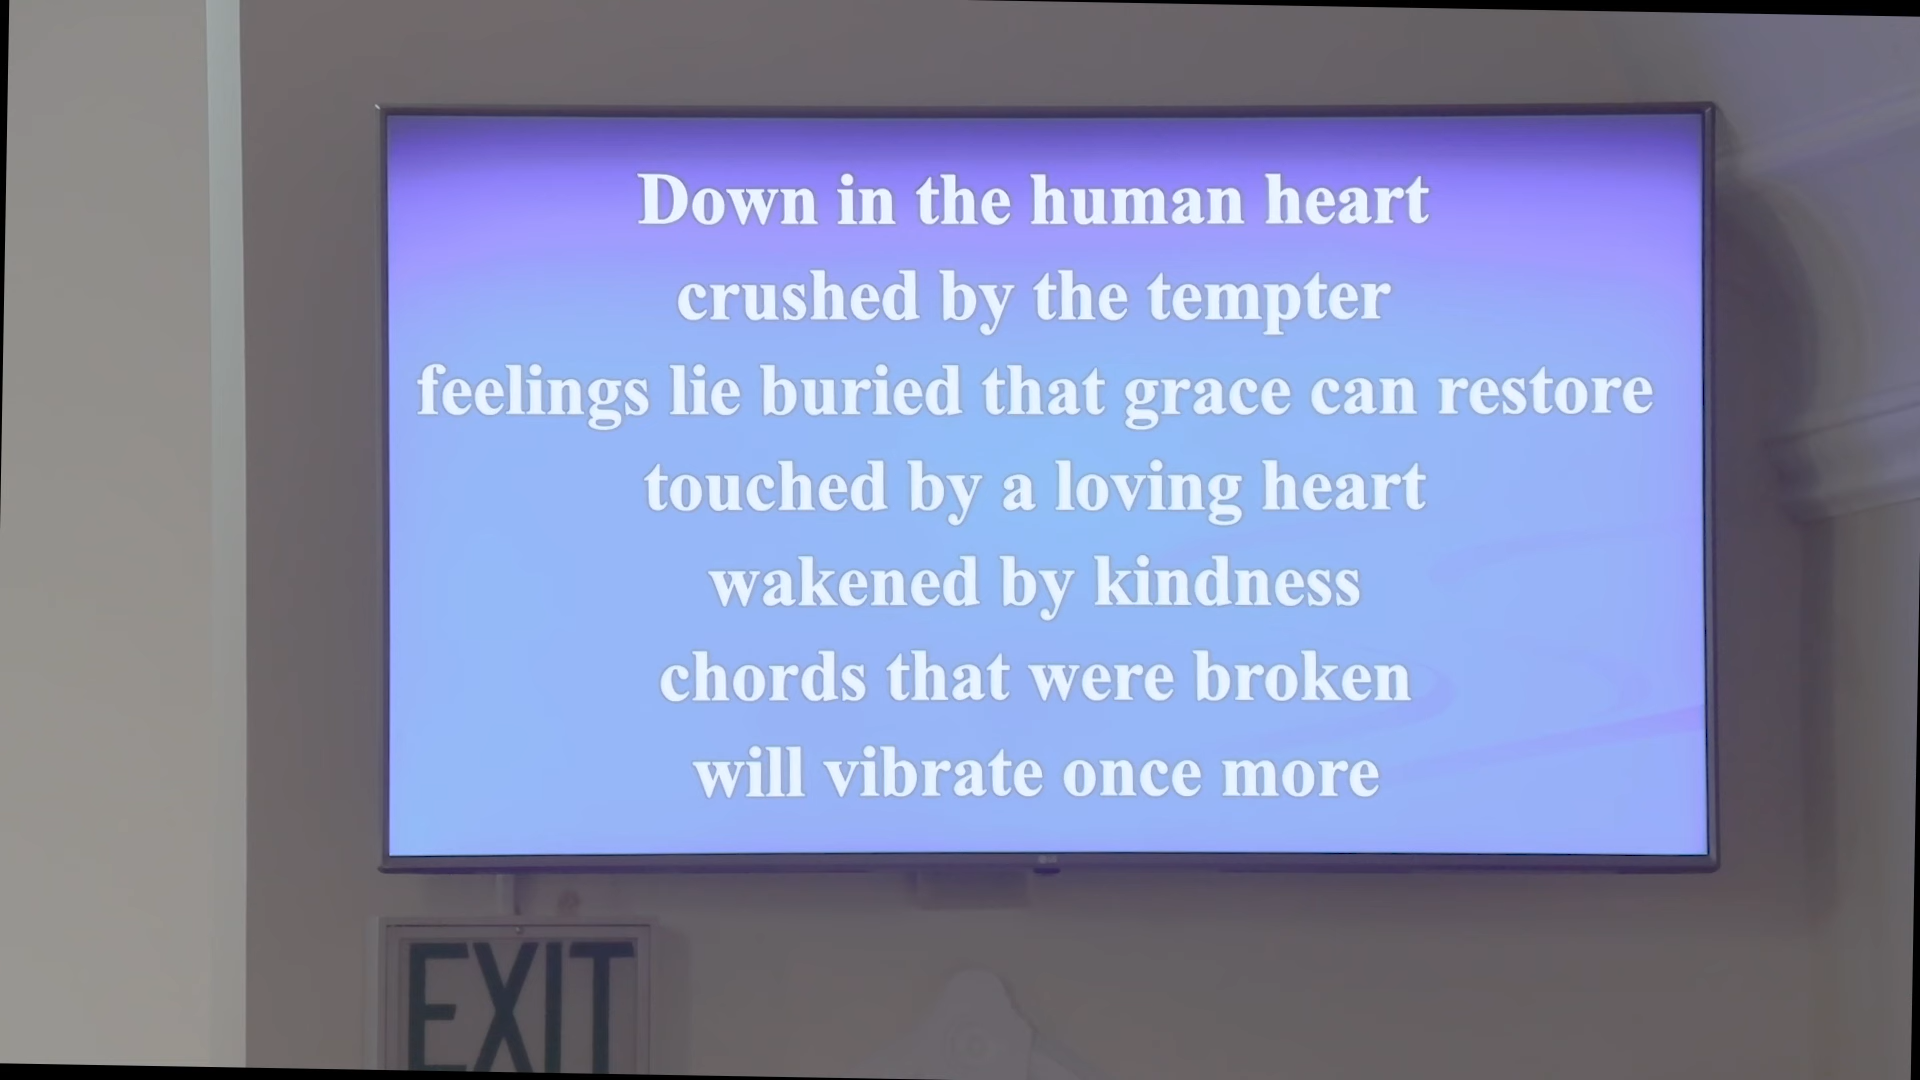 Down in the human heart
crushed by the tempter
feelings lie buried that grace can restore
touched by a loving heart
wakened by kindness
chords that were broken
will vibrate once more
EXIT